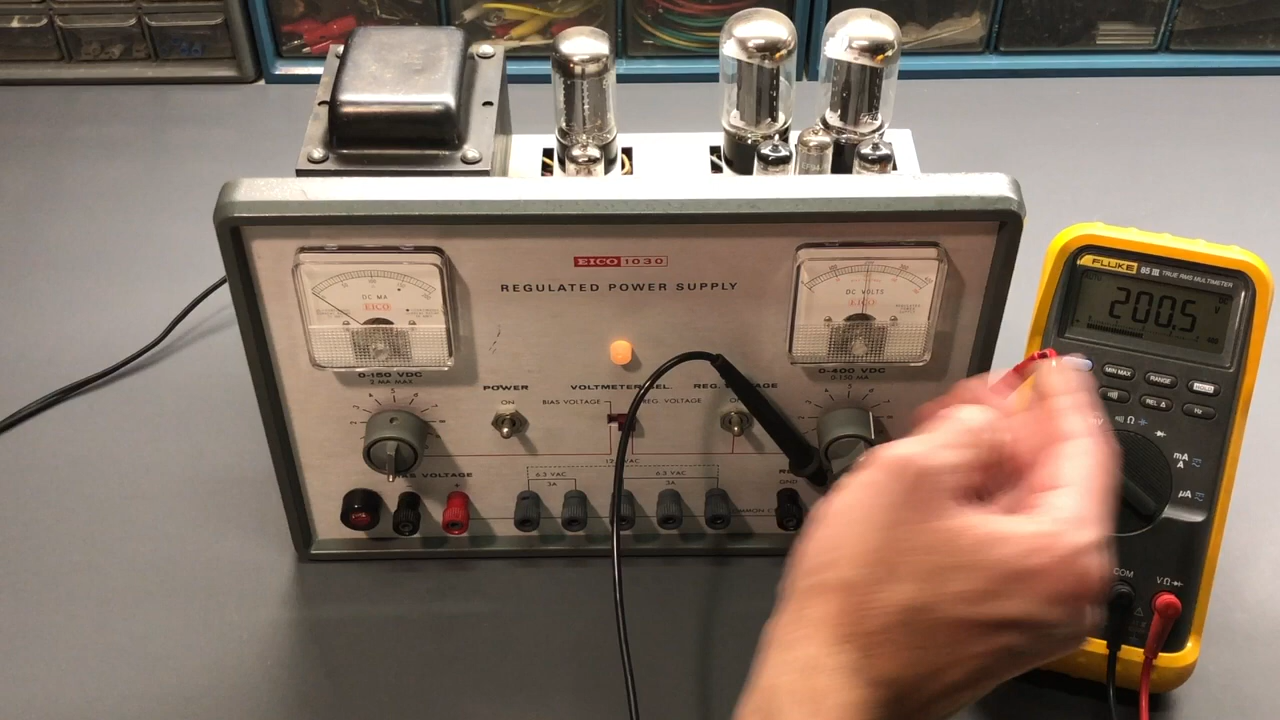 EICO 1030
REGULATED POWER SUPPLY
DC MA
EICO
DC VOLTS
EICO
0-150 VDC
2 MA MAX
0-400 VDC
0-150 MA
POWER
ON
VOLTMETER SEL.
BIAS VOLTAGE
REG. VOLTAGE
ON
6.3 VAC
3A
6.3 VAC
3A
GND
FLUKE 85 III TRUE RMS MULTIMETER
AUTO
200.5
V
MIN MAX
RANGE
HOLD
REL Δ
Hz
mA
A
µA
COM
VΩ